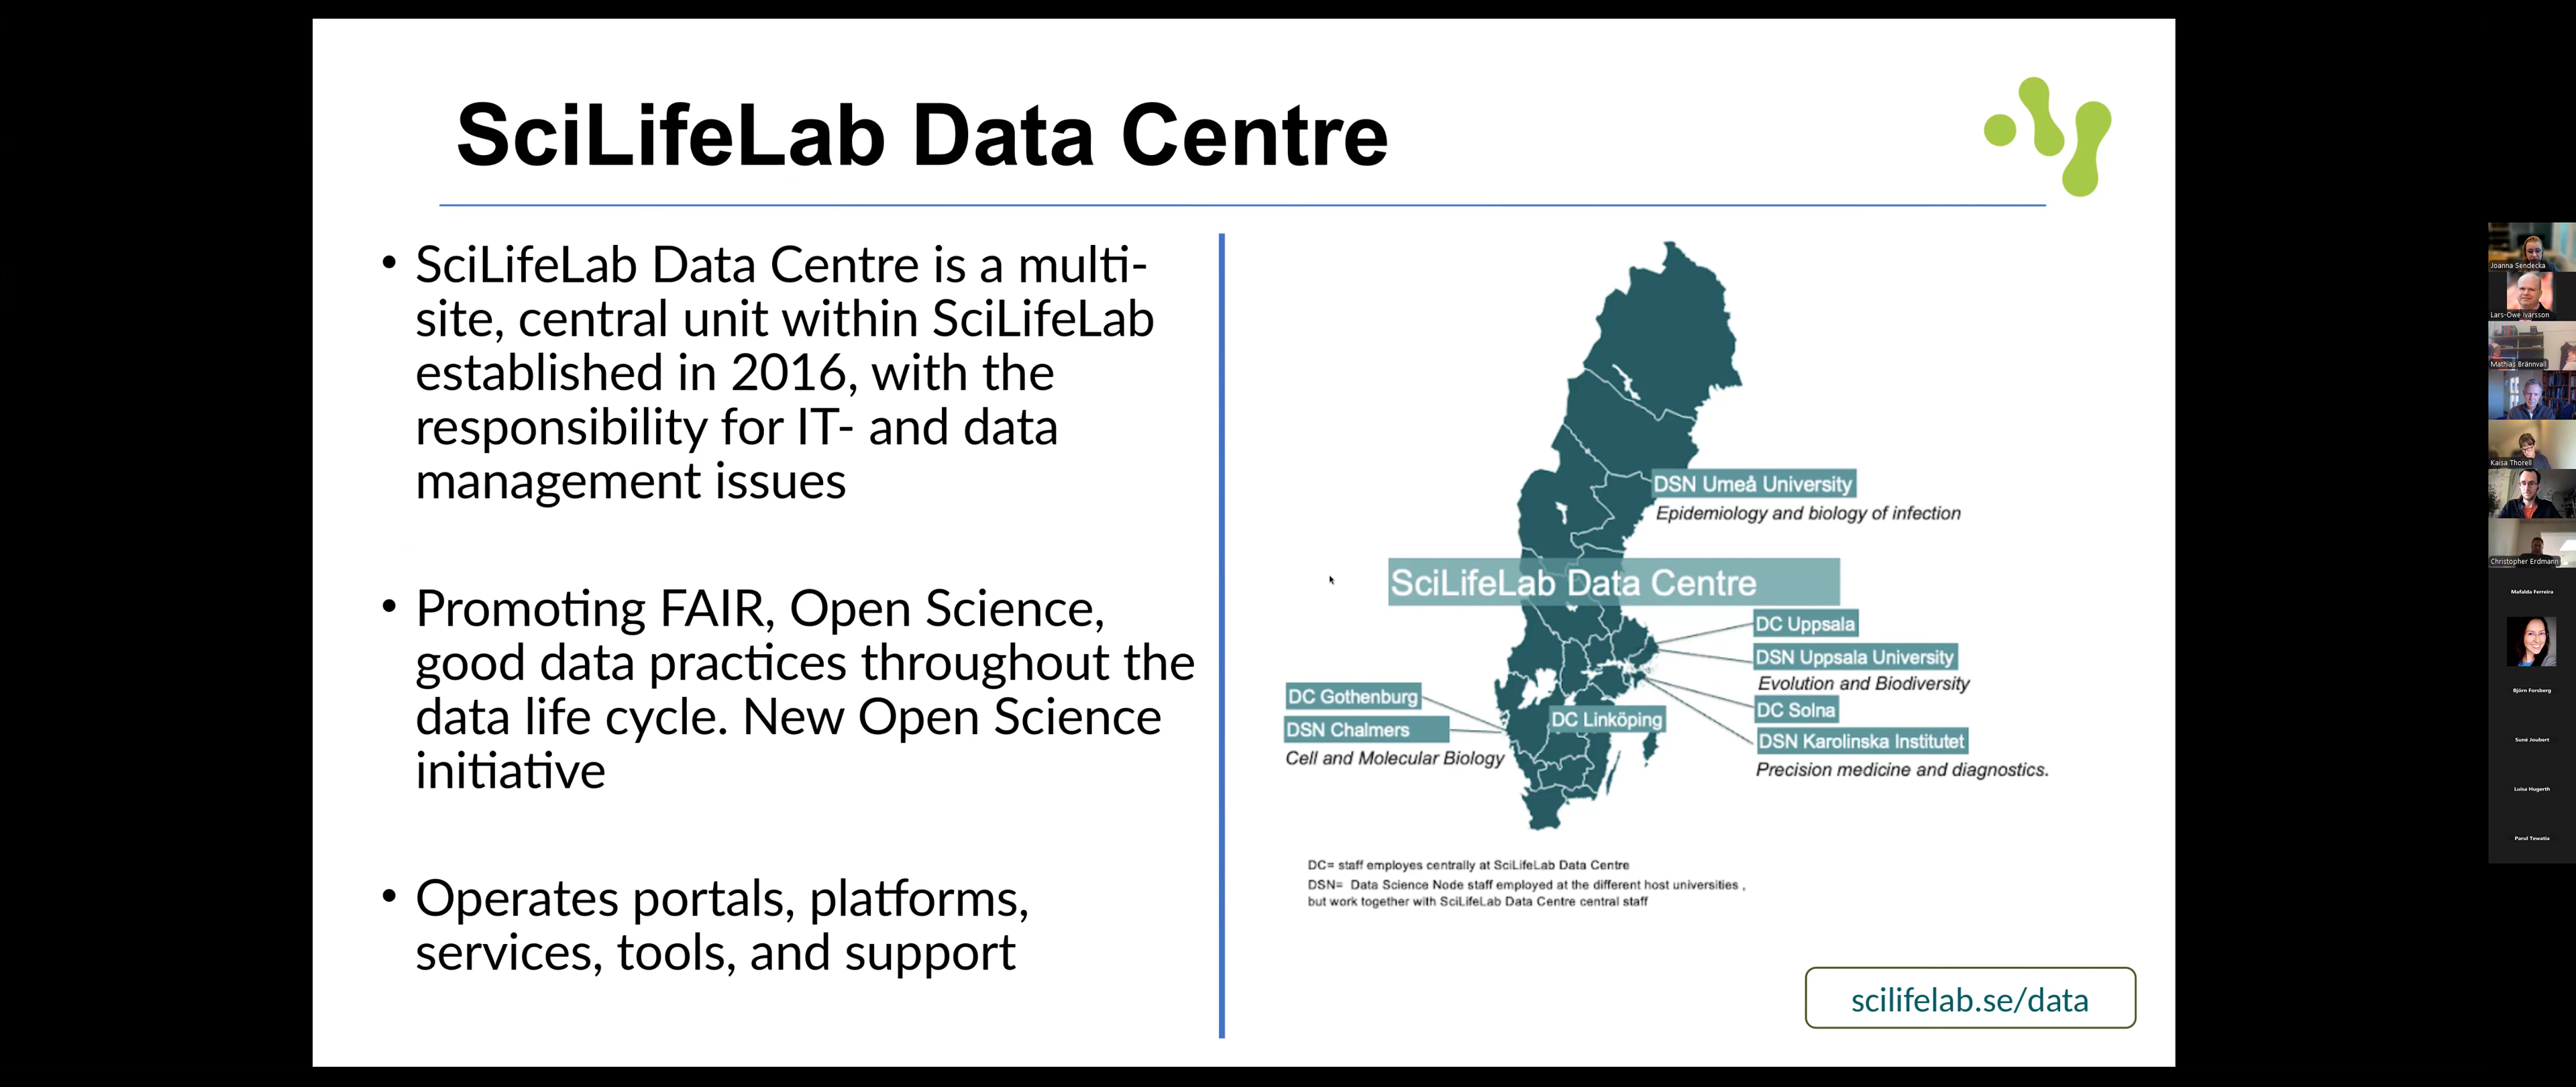 SciLifeLab Data Centre
• SciLifeLab Data Centre is a multi-
site, central unit within SciLifeLab
established in 2016, with the
responsibility for IT- and data
management issues
• Promoting FAIR, Open Science,
good data practices throughout the
data life cycle. New Open Science
initiative
• Operates portals, platforms,
services, tools, and support
DSN Umeå University
Epidemiology and biology of infection
SciLifeLab Data Centre
DC Uppsala
DSN Uppsala University
Evolution and Biodiversity
DC Solna
DSN Karolinska Institutet
Precision medicine and diagnostics.
DC Gothenburg
DSN Chalmers
Cell and Molecular Biology
DC Linköping
DC= staff employes centrally at SciLifeLab Data Centre
DSN= Data Science Node staff employed at the different host universities ,
but work together with SciLifeLab Data Centre central staff
scilifelab.se/data
Joanna Sendecka
Lars-Owe Ivarsson
Mathias Brännvall
Kaisa Thorell
Christopher Erdmann
Mafalda Ferreira
Björn Forsberg
Suné Joubert
Luisa Hugerth
Parul Tewatia